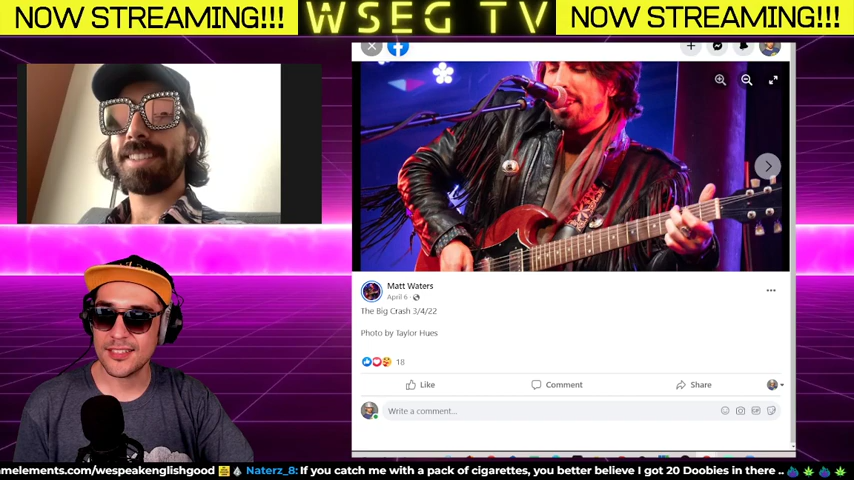 NOW STREAMING!!!
WSEG TV
NOW STREAMING!!!
Matt Waters
April 6
The Big Crash 3/4/22
Photo by Taylor Hues
18
Like
Comment
Share
Write a comment...
GIF
amelements.com/wespeakenglishgood Naterz_8: If you catch me with a pack of cigarettes, you better believe I got 20 Doobies in there ..